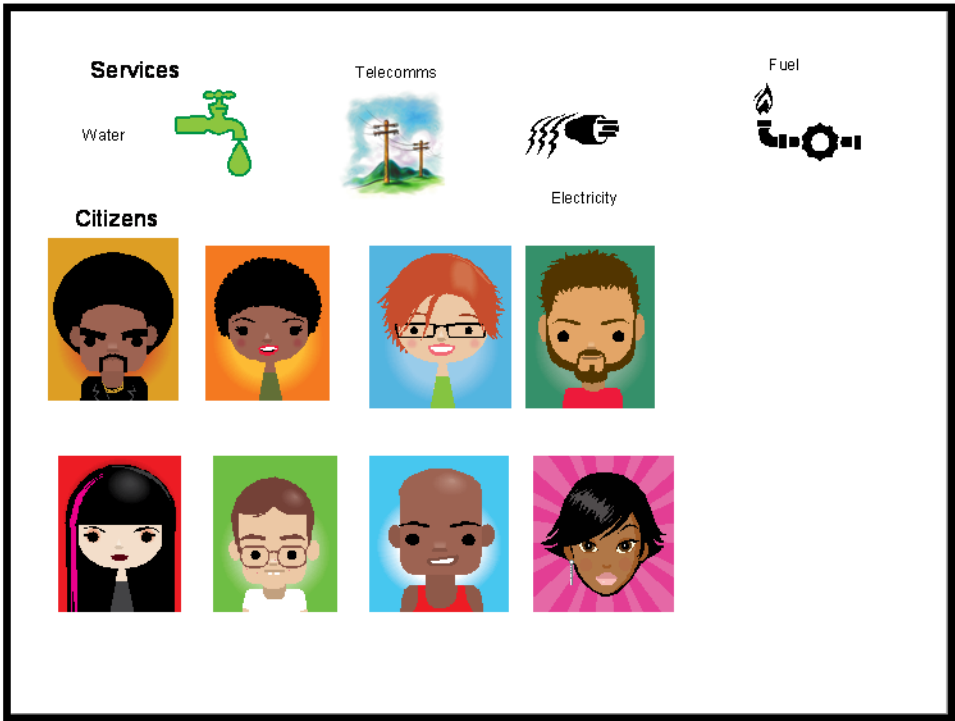 Services
Telecomms
Fuel
Water
Electricity
Citizens